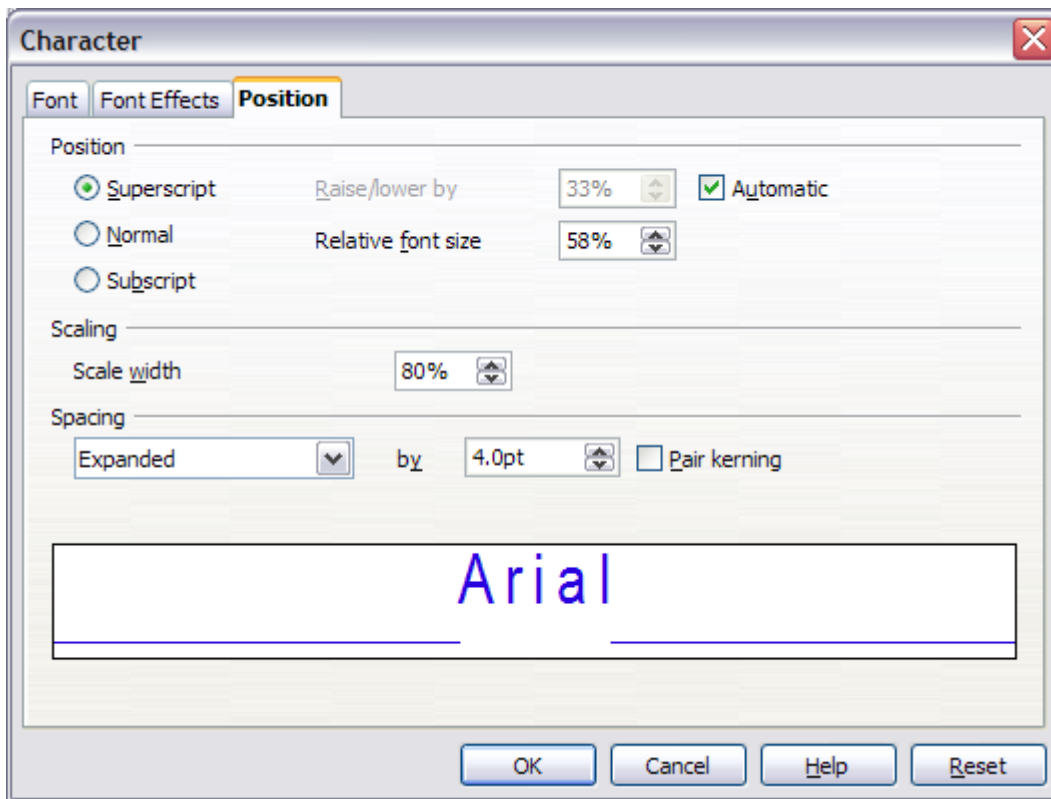 Character
Font Font Effects Position
Position
Superscript Raise/lower by 33% Automatic
Normal Relative font size 58%
Subscript
Scaling
Scale width 80%
Spacing
Expanded by 4.0pt Pair kerning
Arial
OK Cancel Help Reset